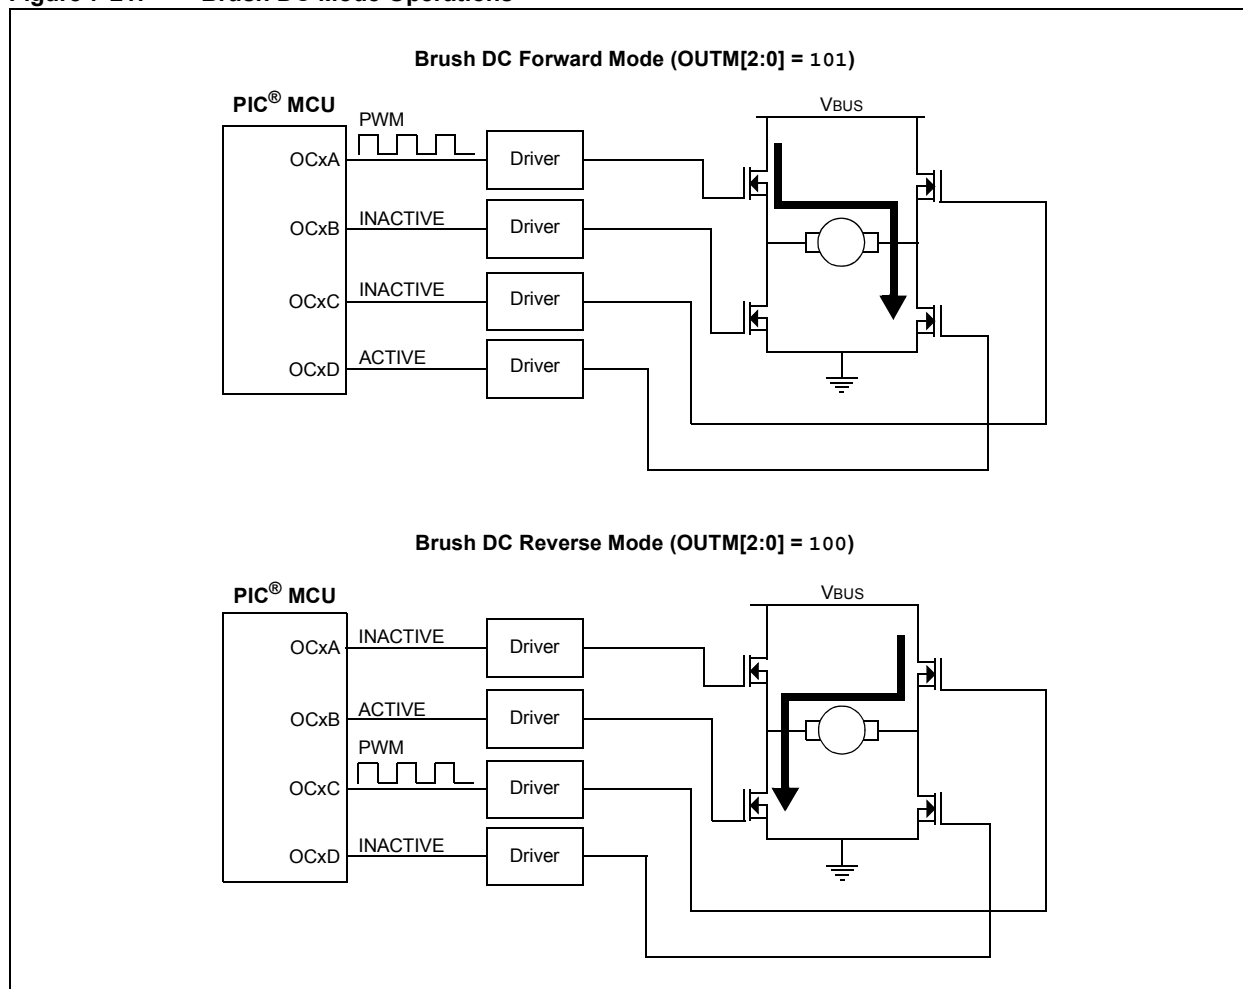 Brush DC Forward Mode (OUTM[2:0] = 101)
PIC® MCU
PWM
VBUS
OCxA
Driver
OCxB
INACTIVE
Driver
OCxC
INACTIVE
Driver
OCxD
ACTIVE
Driver
Brush DC Reverse Mode (OUTM[2:0] = 100)
PIC® MCU
VBUS
OCxA
INACTIVE
Driver
OCxB
ACTIVE
Driver
PWM
OCxC
Driver
OCxD
INACTIVE
Driver